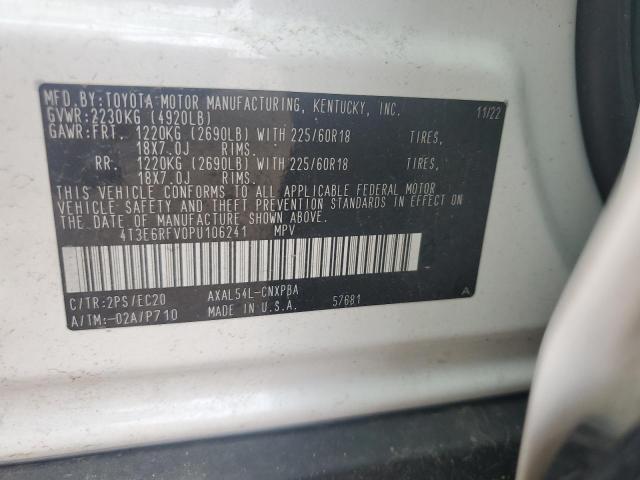 MFD.BY:TOYOTA MOTOR MANUFACTURING, KENTUCKY, INC. 11/22
GVWR:2230KG (4920LB)
GAWR:FRT. 1220KG (2690LB) WITH 225/60R18 TIRES,
18X7.0J RIMS.
RR. 1220KG (2690LB) WITH 225/60R18 TIRES,
18X7.0J RIMS.
THIS VEHICLE CONFORMS TO ALL APPLICABLE FEDERAL MOTOR
VEHICLE SAFETY AND THEFT PREVENTION STANDARDS IN EFFECT
AT THE DATE OF MANUFACTURE SHOWN ABOVE.
4T3E6RFV0PU106241 MPV
C/TR:2PS/EC20 AXAL54L-CNXPBA
A/TM:-02A/P710 MADE IN U.S.A. 57681 A